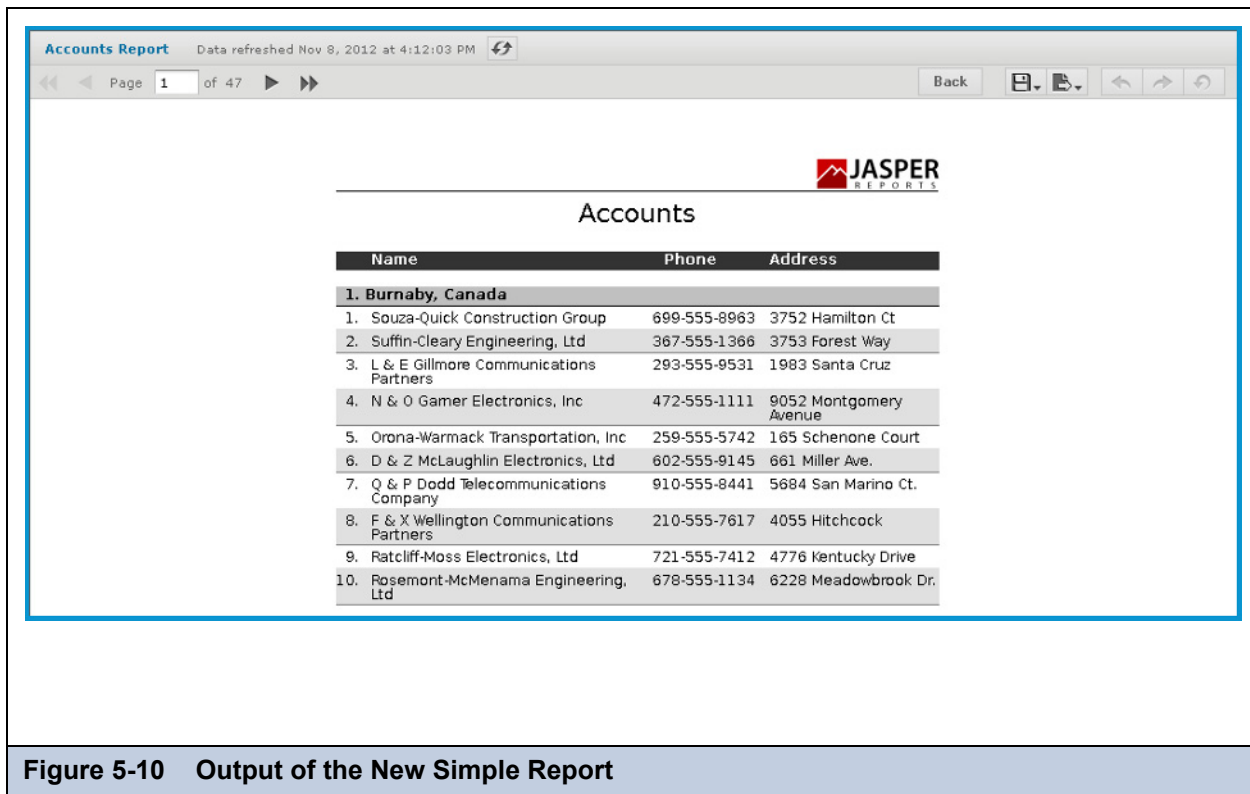 Accounts Report Data refreshed Nov 8, 2012 at 4:12:03 PM
Page 1 of 47 Back
JASPER
REPORTS
Accounts
Name Phone Address
1. Burnaby, Canada
1. Souza-Quick Construction Group 699-555-8963 3752 Hamilton Ct
2. Suffin-Cleary Engineering, Ltd 367-555-1366 3753 Forest Way
3. L & E Gillmore Communications 293-555-9531 1983 Santa Cruz
Partners
4. N & O Garner Electronics, Inc 472-555-1111 9052 Montgomery
Avenue
5. Orona-Warmack Transportation, Inc 259-555-5742 165 Schenone Court
6. D & Z McLaughlin Electronics, Ltd 602-555-9145 661 Miller Ave.
7. Q & P Dodd Telecommunications 910-555-8441 5684 San Marino Ct.
Company
8. F & X Wellington Communications 210-555-7617 4055 Hitchcock
Partners
9. Ratcliff-Moss Electronics, Ltd 721-555-7412 4776 Kentucky Drive
10. Rosemont-McMenama Engineering, 678-555-1134 6228 Meadowbrook Dr.
Ltd
Figure 5-10 Output of the New Simple Report